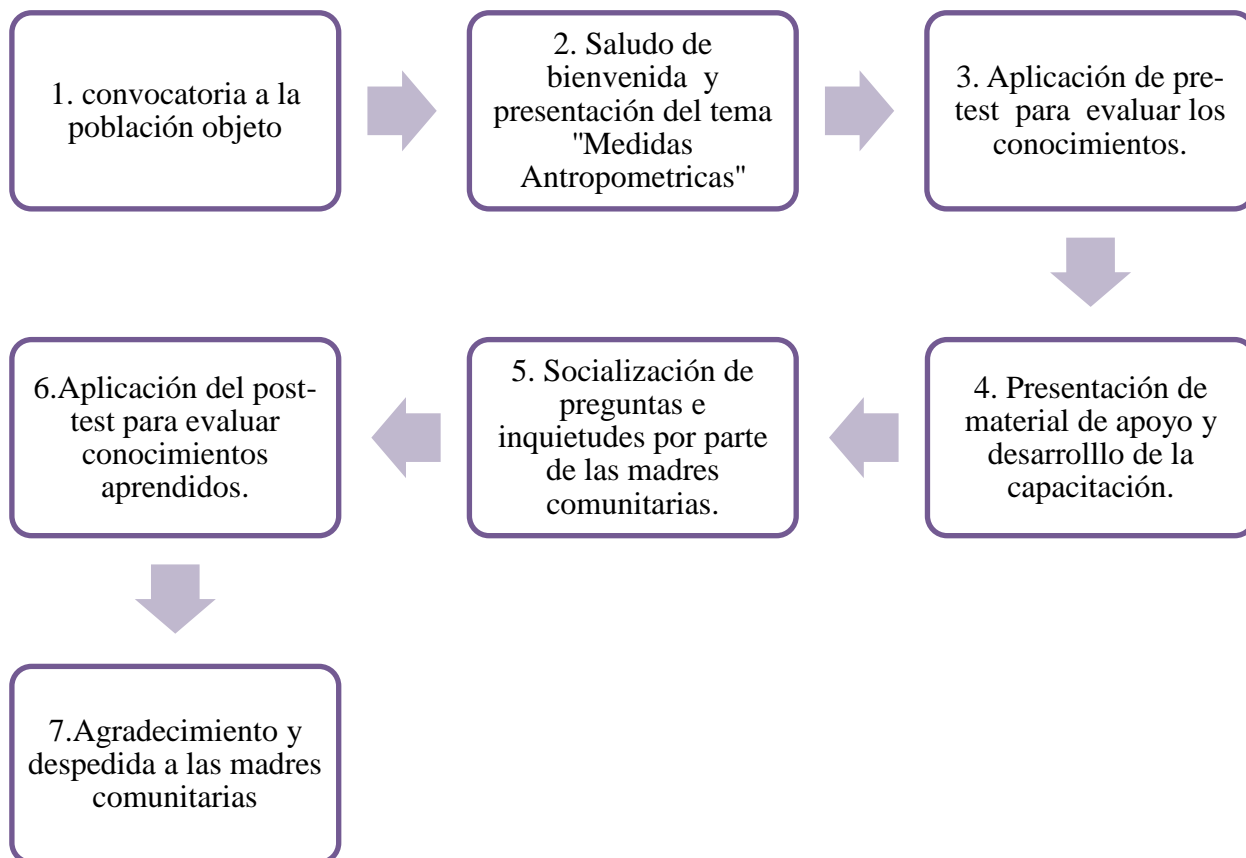 1. convocatoria a la
población objeto
2. Saludo de
bienvenida y
presentación del tema
"Medidas
Antropometricas"
3. Aplicación de pre-
test para evaluar los
conocimientos.
4. Presentación de
material de apoyo y
desarrolllo de la
capacitación.
5. Socialización de
preguntas e
inquietudes por parte
de las madres
comunitarias.
6.Aplicación del post-
test para evaluar
conocimientos
aprendidos.
7.Agradecimiento y
despedida a las madres
comunitarias